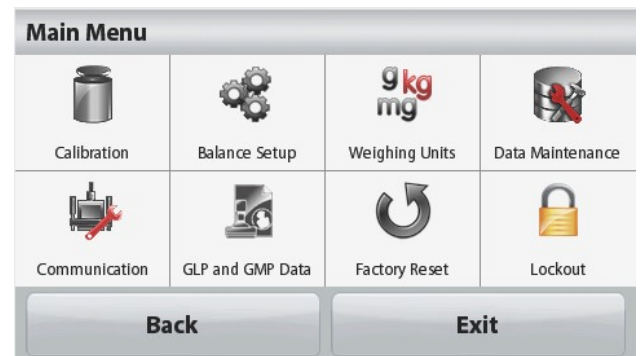 Main Menu
g kg
mg
Calibration Balance Setup Weighing Units Data Maintenance
Communication GLP and GMP Data Factory Reset Lockout
Back Exit